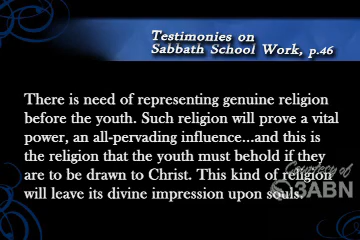 Testimonies on
Sabbath School Work, p.46
There is need of representing genuine religion
before the youth. Such religion will prove a vital
power, an all-pervading influence...and this is
the religion that the youth must behold if they
are to be drawn to Christ. This kind of religion
will leave its divine impression upon souls.
Courtesy of
3ABN